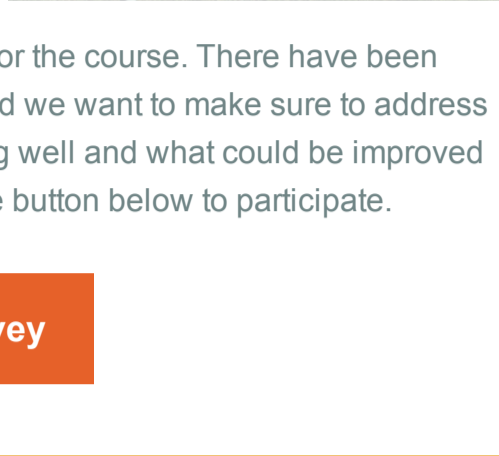 or the course. There have been
we want to make sure to address
well and what could be improved
button below to participate.
vey